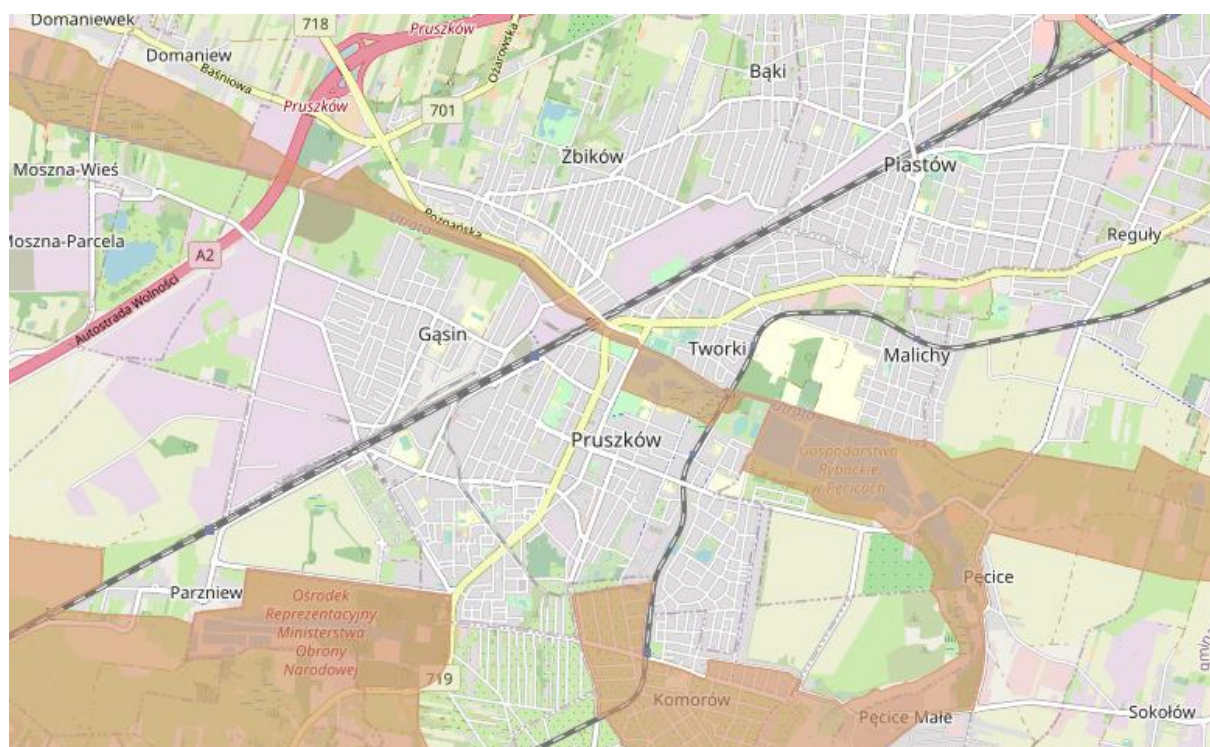 Domaniewek
718
Pruszków
Domaniew
Ożarowska
Baśniowa
Bąki
Pruszków
701
Żbików
Piastów
Moszna-Wieś
Utrata
Poznańska
Moszna-Parcela
Reguły
A2
Autostrada Wolności
Gąsin
Tworki
Malichy
Utrata
Pruszków
Gospodarstwo
Rybackie
w Pęcicach
Pęcice
Parzniew
Ośrodek
Reprezentacyjny
Ministerstwa
Obrony
Narodowej
719
Komorów
Pęcice Małe
Sokołów